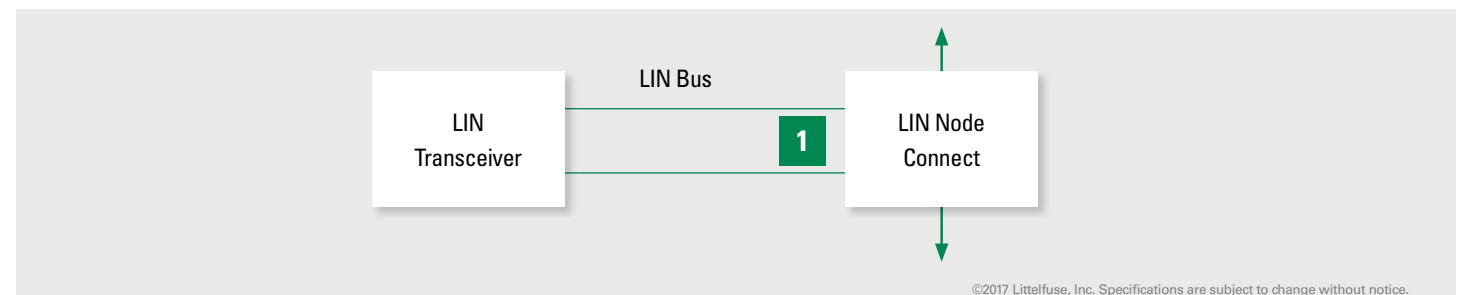 LIN Bus
LIN
Transceiver
1
LIN Node
Connect
©2017 Littelfuse, Inc. Specifications are subject to change without notice.